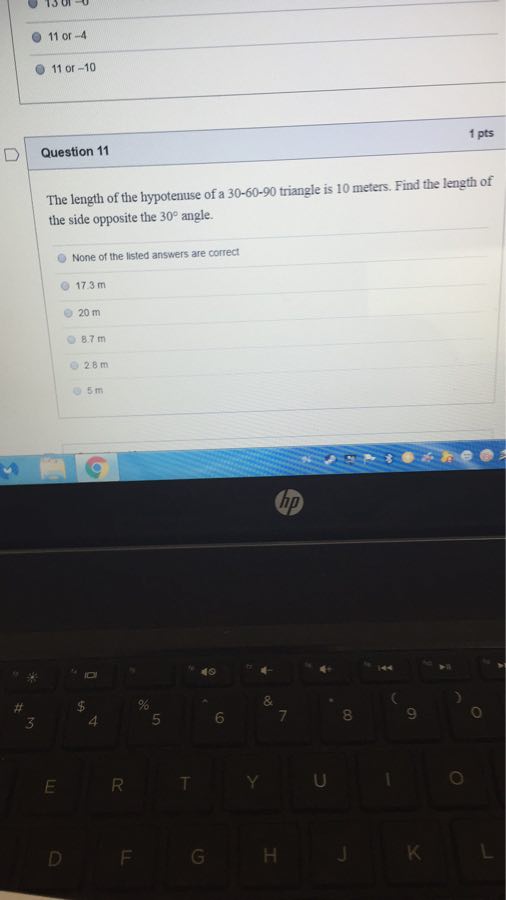 11 or –4
11 or –10
Question 11
1 pts
The length of the hypotenuse of a 30-60-90 triangle is 10 meters. Find the length of
the side opposite the 30° angle.
None of the listed answers are correct
17.3 m
20 m
8.7 m
2.8 m
5 m
hp
# $ % ^ & * ( )
3 4 5 6 7 8 9 0
E R T Y U I O
D F G H J K L